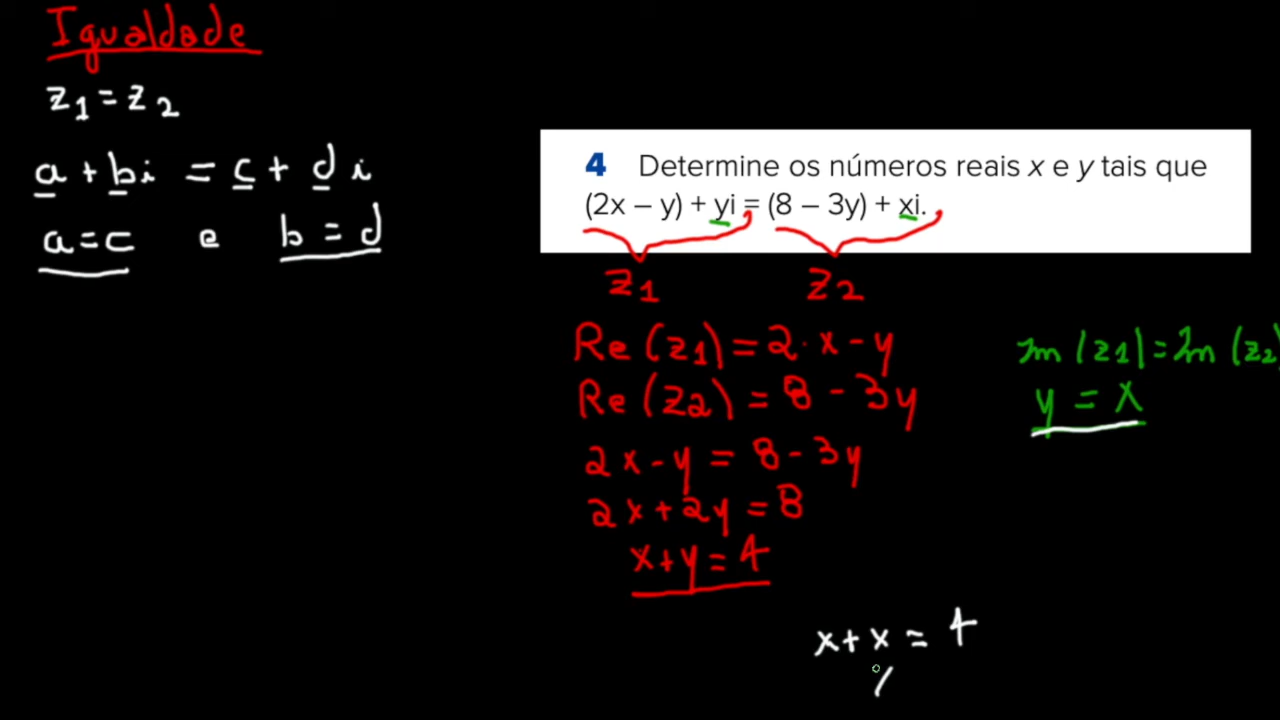 Igualdade
z1 = z2
a + bi = c + di
a = c e b = d
4 Determine os números reais x e y tais que
(2x – y) + yi = (8 – 3y) + xi.
z1 z2
Re (z1) = 2 · x - y
Re (z2) = 8 - 3y
2x - y = 8 - 3y
2x + 2y = 8
x + y = 4
Im (z1) = Im (z2
y = x
x + x = 4